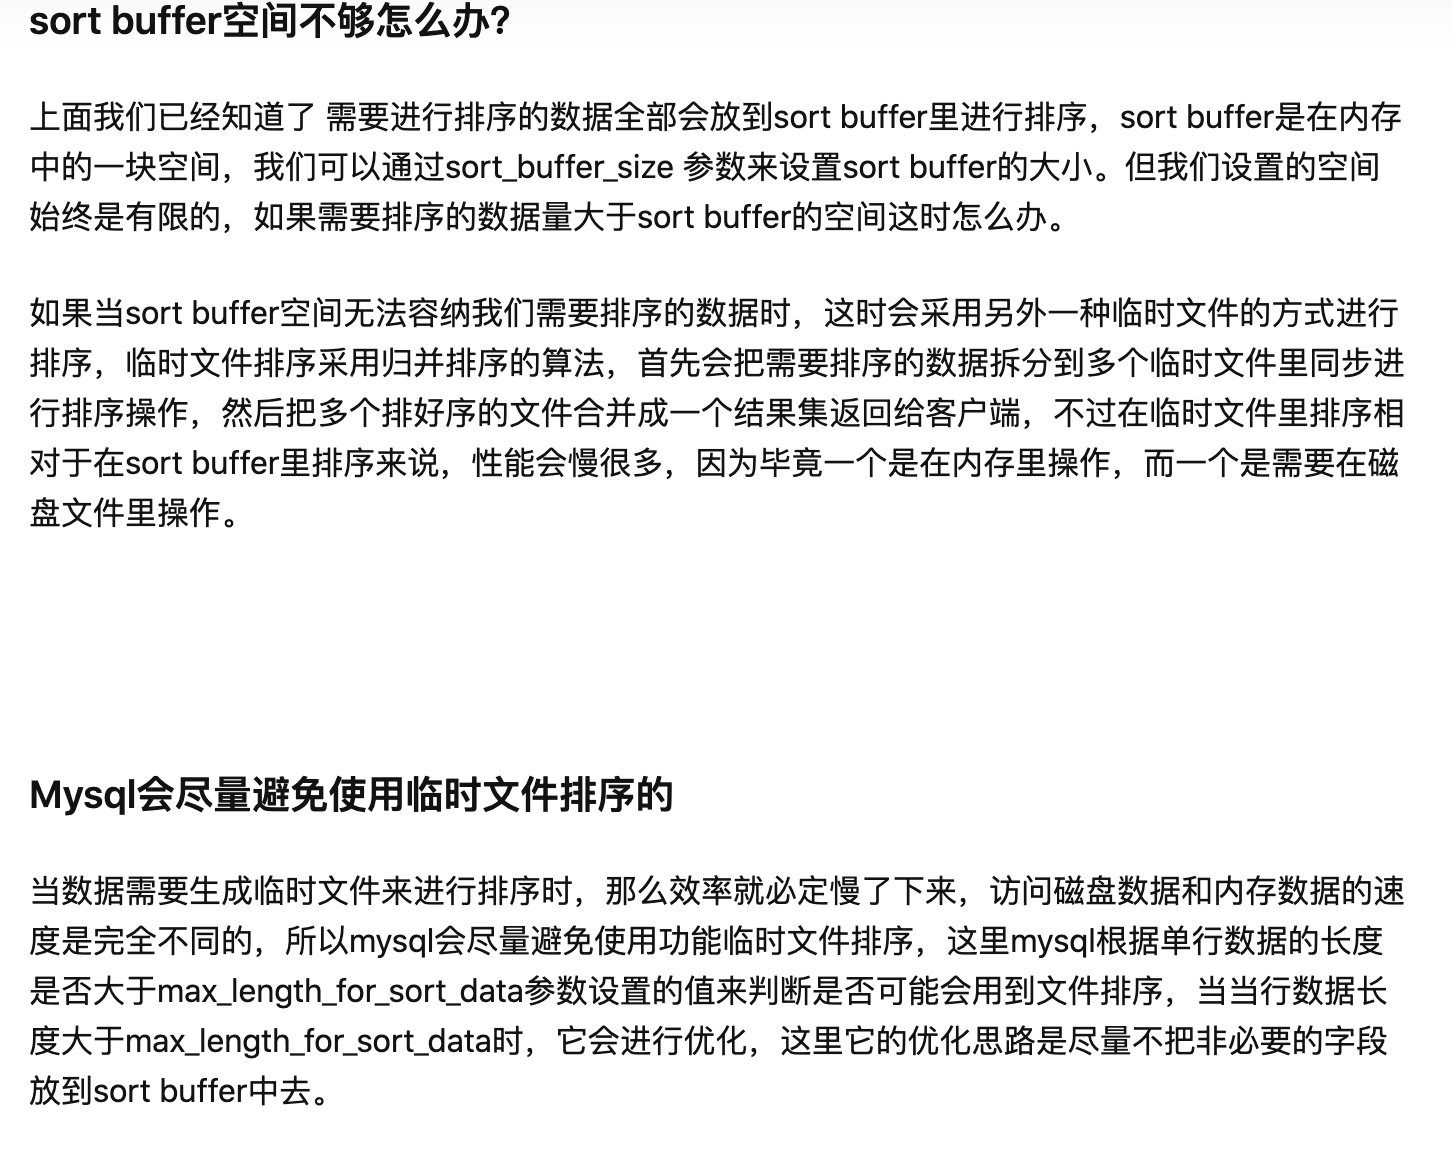 sort buffer空间不够怎么办?
上面我们已经知道了 需要进行排序的数据全部会放到sort buffer里进行排序，sort buffer是在内存
中的一块空间，我们可以通过sort_buffer_size 参数来设置sort buffer的大小。但我们设置的空间
始终是有限的，如果需要排序的数据量大于sort buffer的空间这时怎么办。
如果当sort buffer空间无法容纳我们需要排序的数据时，这时会采用另外一种临时文件的方式进行
排序，临时文件排序采用归并排序的算法，首先会把需要排序的数据拆分到多个临时文件里同步进
行排序操作，然后把多个排好序的文件合并成一个结果集返回给客户端，不过在临时文件里排序相
对于在sort buffer里排序来说，性能会慢很多，因为毕竟一个是在内存里操作，而一个是需要在磁
盘文件里操作。
Mysql会尽量避免使用临时文件排序的
当数据需要生成临时文件来进行排序时，那么效率就必定慢了下来，访问磁盘数据和内存数据的速
度是完全不同的，所以mysql会尽量避免使用功能临时文件排序，这里mysql根据单行数据的长度
是否大于max_length_for_sort_data参数设置的值来判断是否可能会用到文件排序，当当行数据长
度大于max_length_for_sort_data时，它会进行优化，这里它的优化思路是尽量不把非必要的字段
放到sort buffer中去。